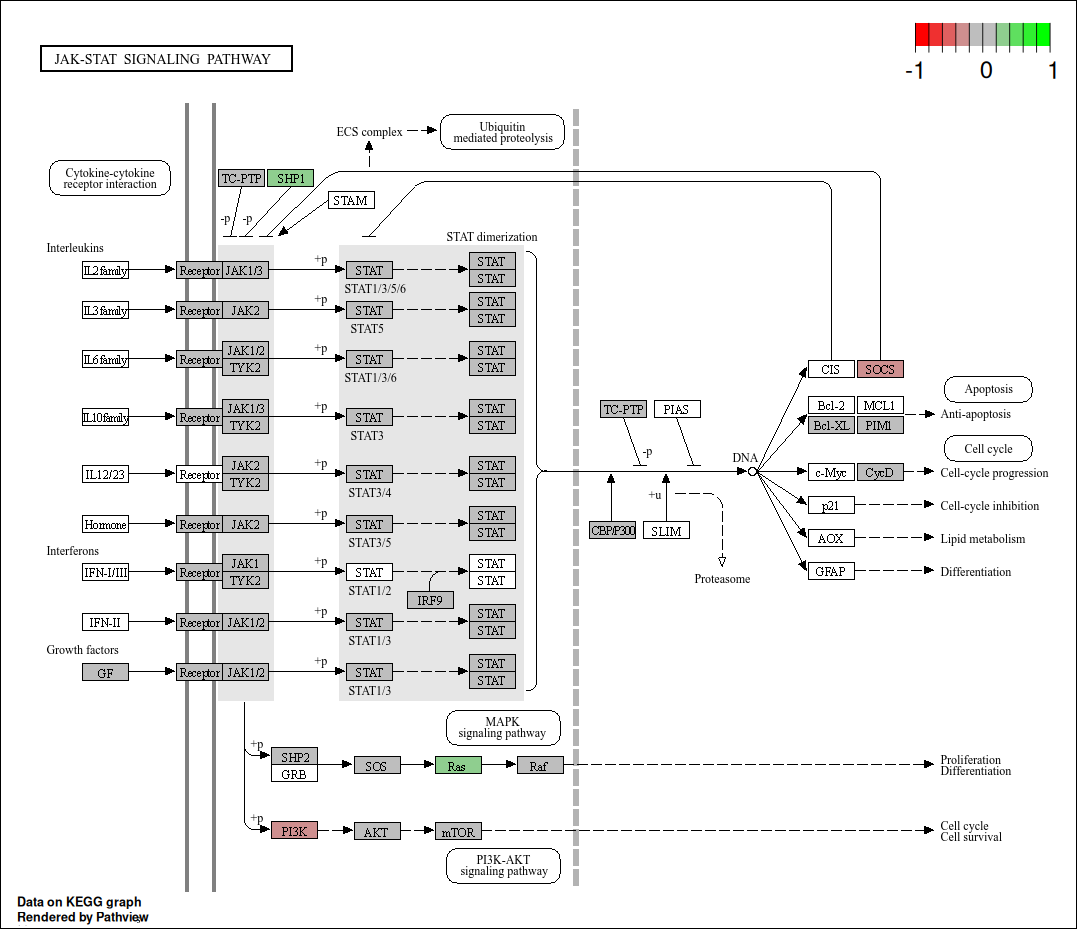 JAK-STAT SIGNALING PATHWAY
-1 0 1
ECS complex
Ubiquitin
mediated proteolysis
Cytokine-cytokine
receptor interaction
TC-PTP SHP1
STAM
-p -p
STAT dimerization
Interleukins
IL2family Receptor JAK1/3 +p STAT STAT
STAT
STAT1/3/5/6
IL3family Receptor JAK2 +p STAT STAT
STAT
STAT5
IL6family Receptor JAK1/2 +p STAT STAT
TYK2 STAT
STAT1/3/6
CIS SOCS
Apoptosis
IL10family Receptor JAK1/3 +p STAT STAT
TYK2 STAT
STAT3
TC-PTP PIAS
Bcl-2 MCL1
Anti-apoptosis
Bcl-XL PIM1
Cell cycle
-p
DNA
IL12/23 Receptor JAK2 +p STAT STAT
TYK2 STAT
STAT3/4
c-Myc CycD Cell-cycle progression
+u
p21 Cell-cycle inhibition
Hormone Receptor JAK2 +p STAT STAT
STAT
STAT3/5
CBP/P300 SLIM
AOX Lipid metabolism
Interferons
IFN-I/III Receptor JAK1 +p STAT STAT
TYK2 STAT
STAT1/2
IRF9
Proteasome
GFAP Differentiation
IFN-II Receptor JAK1/2 +p STAT STAT
STAT
STAT1/3
Growth factors
GF Receptor JAK1/2 +p STAT STAT
STAT
STAT1/3
MAPK
signaling pathway
+p
SHP2
GRB
SOS Ras Raf
Proliferation
Differentiation
+p
PI3K AKT mTOR
Cell cycle
Cell survival
PI3K-AKT
signaling pathway
Data on KEGG graph
Rendered by Pathview